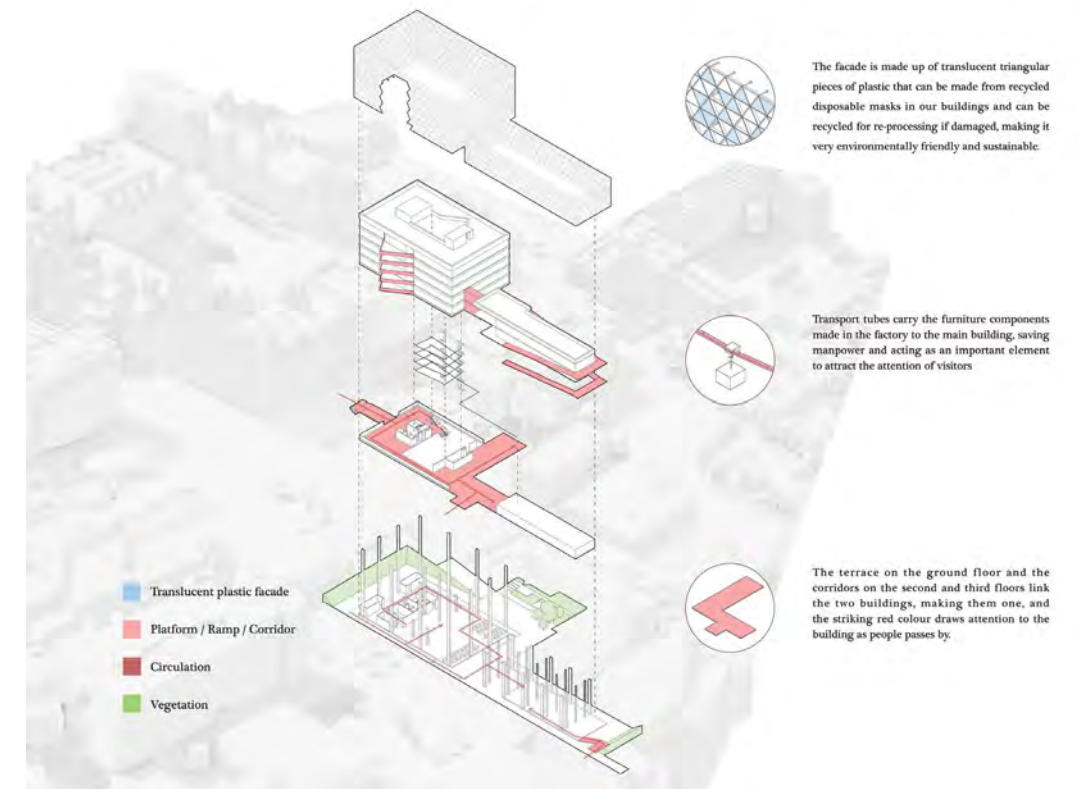 The facade is made up of translucent triangular
pieces of plastic that can be made from recycled
disposable masks in our buildings and can be
recycled for re-processing if damaged, making it
very environmentally friendly and sustainable.
Transport tubes carry the furniture components
made in the factory to the main building, saving
manpower and acting as an important element
to attract the attention of visitors
The terrace on the ground floor and the
corridors on the second and third floors link
the two buildings, making them one, and
the striking red colour draws attention to the
building as people passes by.
Translucent plastic facade
Platform / Ramp / Corridor
Circulation
Vegetation